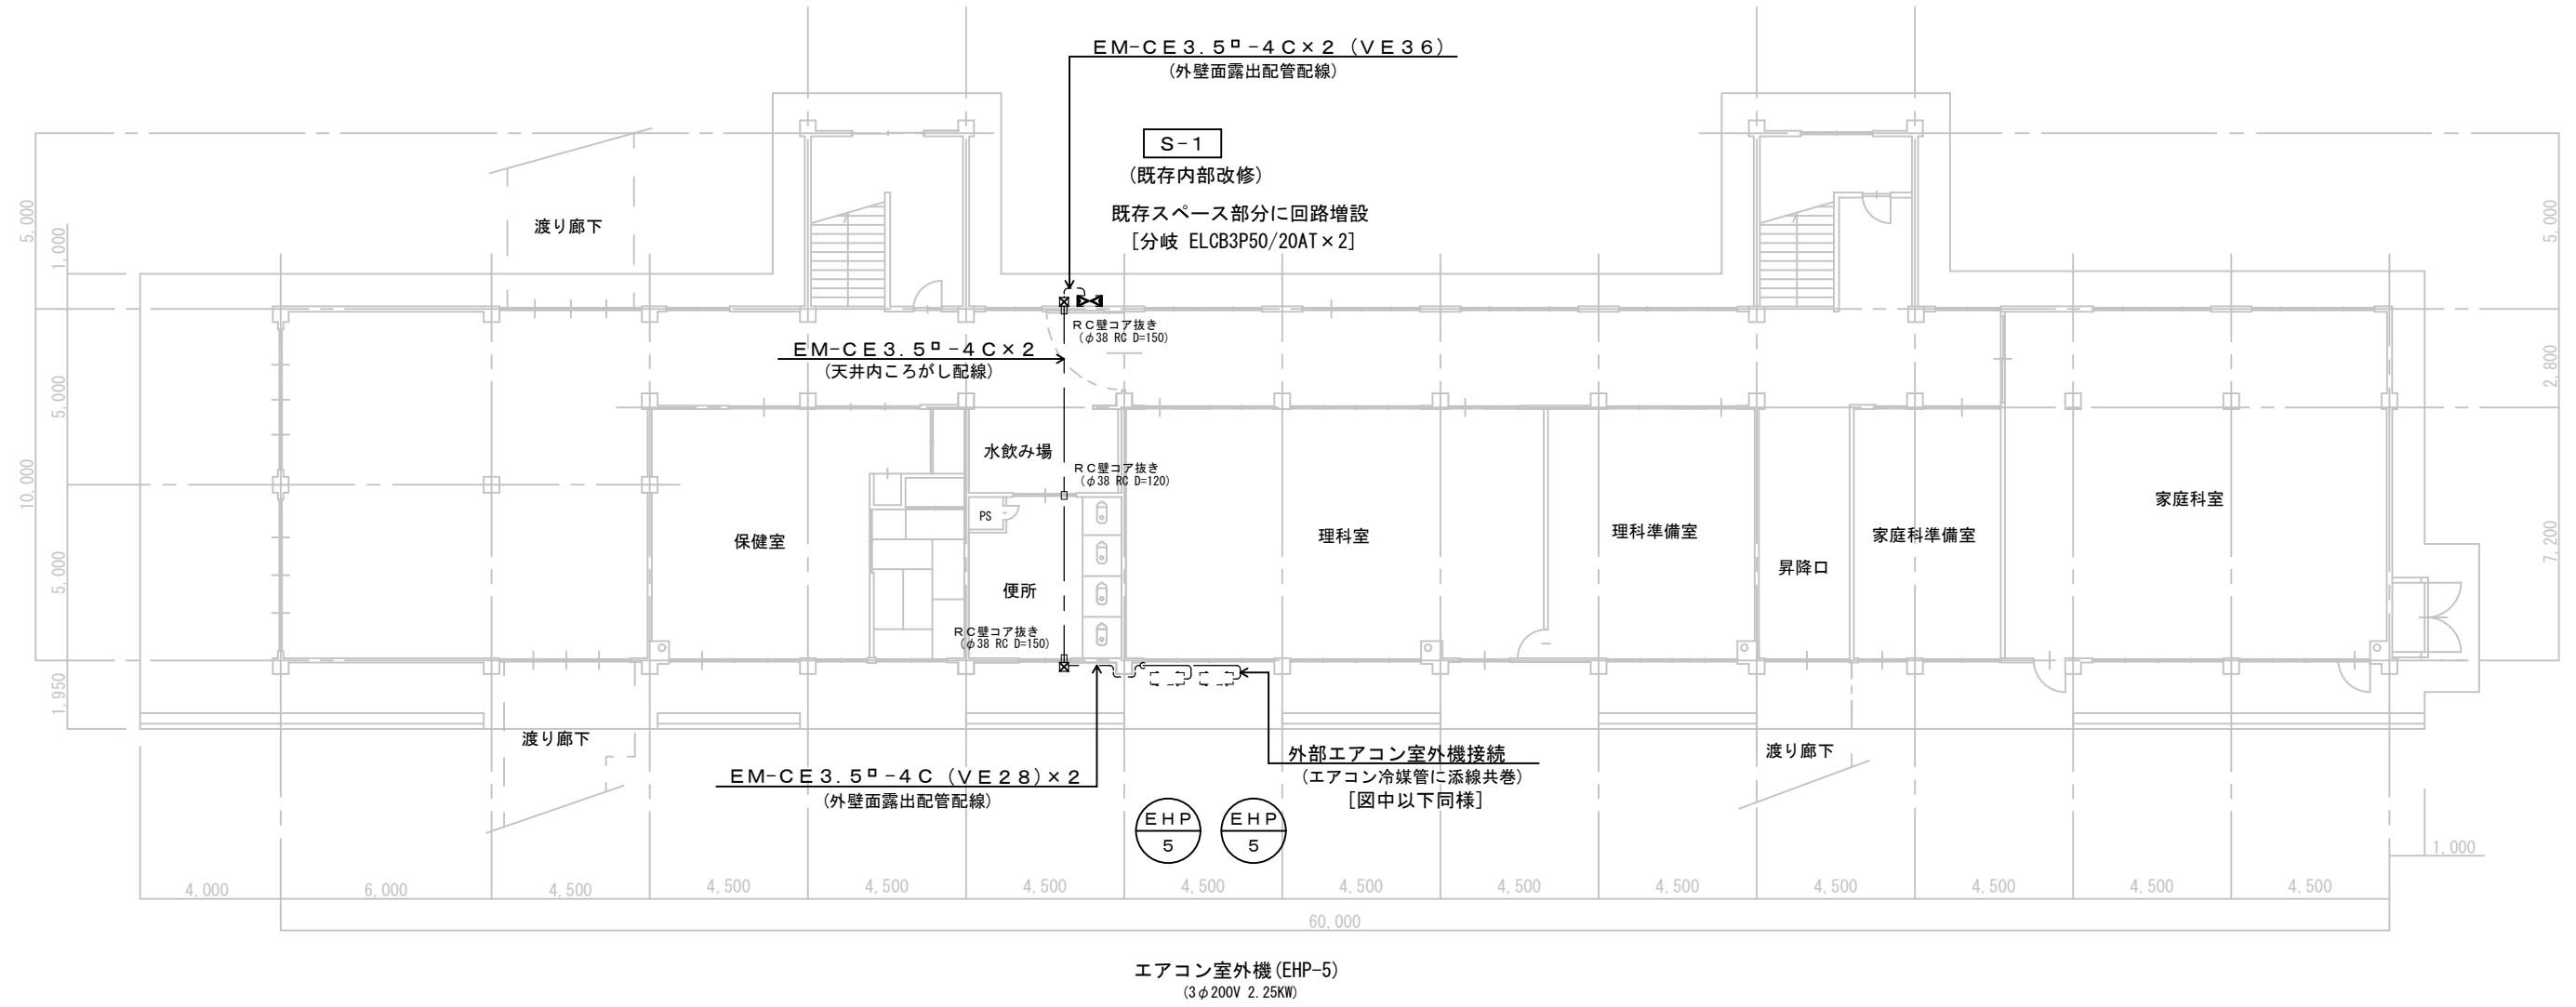 EM-CE3.5□-4C×2 (VE36)
(外壁面露出配管配線)
S-1
(既存内部改修)
既存スペース部分に回路増設
[分岐 ELCB3P50/20AT×2]
渡り廊下
5,000
1,000
5,000
RC壁コア抜き
(φ38 RC D=150)
EM-CE3.5□-4C×2
(天井内ころがし配線)
5,000
2,800
水飲み場
RC壁コア抜き
(φ38 RC D=120)
10,000
PS
保健室
理科室
理科準備室
家庭科準備室
家庭科室
昇降口
7,200
5,000
便所
RC壁コア抜き
(φ38 RC D=150)
1,950
渡り廊下
渡り廊下
外部エアコン室外機接続
(エアコン冷媒管に添線共巻)
[図中以下同様]
EM-CE3.5□-4C (VE28)×2
(外壁面露出配管配線)
EHP
5
EHP
5
1,000
4,000
6,000
4,500
4,500
4,500
4,500
4,500
4,500
4,500
4,500
4,500
4,500
4,500
4,500
60,000
エアコン室外機(EHP-5)
(3φ200V 2.25KW)